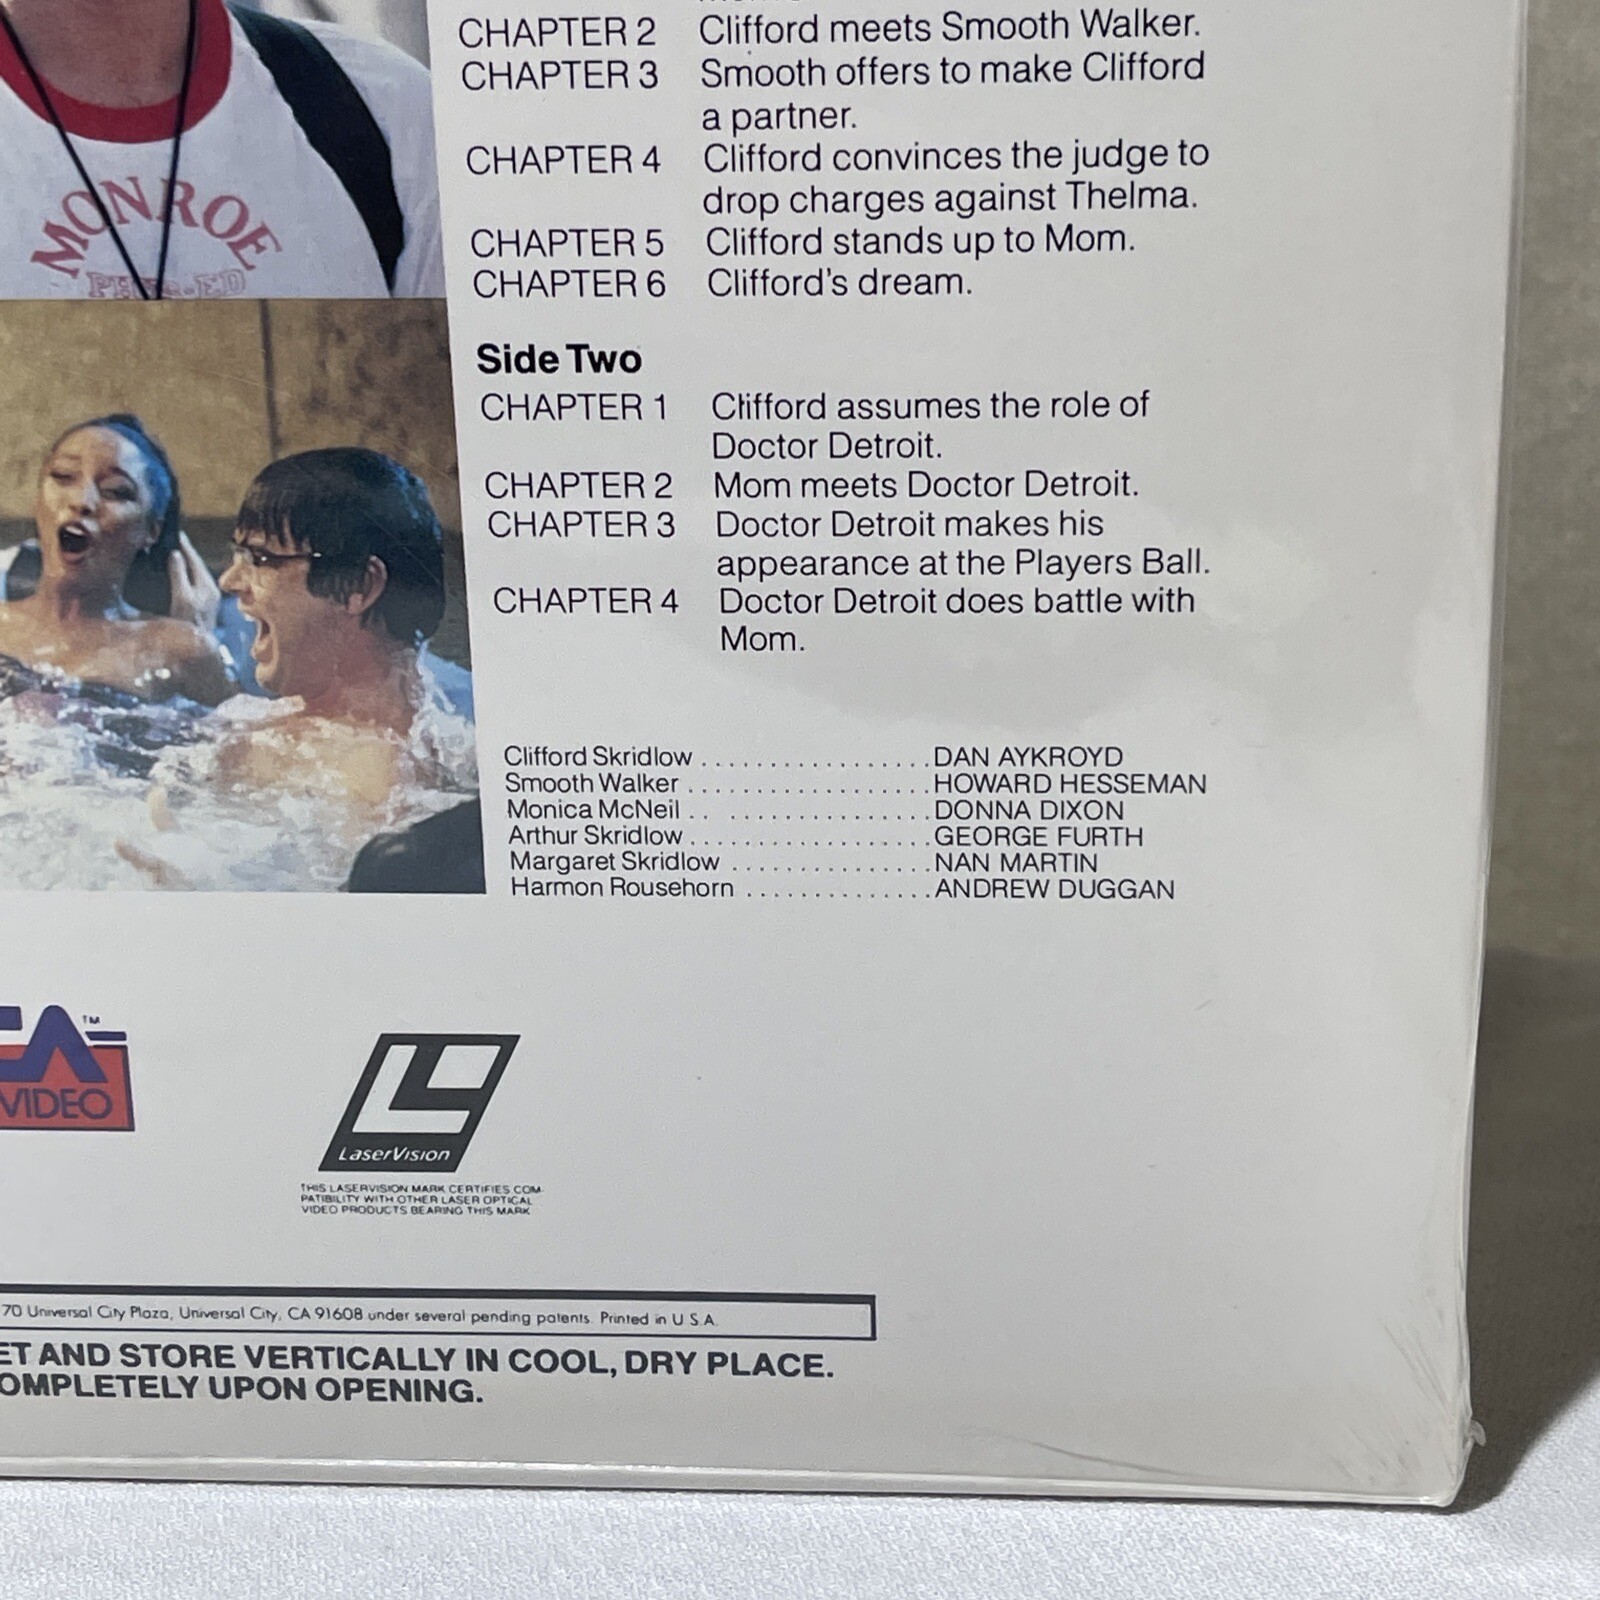 CHAPTER 2 Clifford meets Smooth Walker.
CHAPTER 3 Smooth offers to make Clifford
a partner.
CHAPTER 4 Clifford convinces the judge to
drop charges against Thelma.
CHAPTER 5 Clifford stands up to Mom.
CHAPTER 6 Clifford's dream.
MONROE
PHYS-ED
Side Two
CHAPTER 1 Clifford assumes the role of
Doctor Detroit.
CHAPTER 2 Mom meets Doctor Detroit.
CHAPTER 3 Doctor Detroit makes his
appearance at the Players Ball.
CHAPTER 4 Doctor Detroit does battle with
Mom.
Clifford Skridlow ................. DAN AYKROYD
Smooth Walker .................. HOWARD HESSEMAN
Monica McNeil .. ............... DONNA DIXON
Arthur Skridlow .................. GEORGE FURTH
Margaret Skridlow ............... NAN MARTIN
Harmon Rousehorn .............. ANDREW DUGGAN
CA™
VIDEO
LaserVision
THIS LASERVISION MARK CERTIFIES COM-
PATIBILITY WITH OTHER LASER OPTICAL
VIDEO PRODUCTS BEARING THIS MARK
70 Universal City Plaza, Universal City, CA 91608 under several pending patents. Printed in U.S.A.
ET AND STORE VERTICALLY IN COOL, DRY PLACE.
OMPLETELY UPON OPENING.